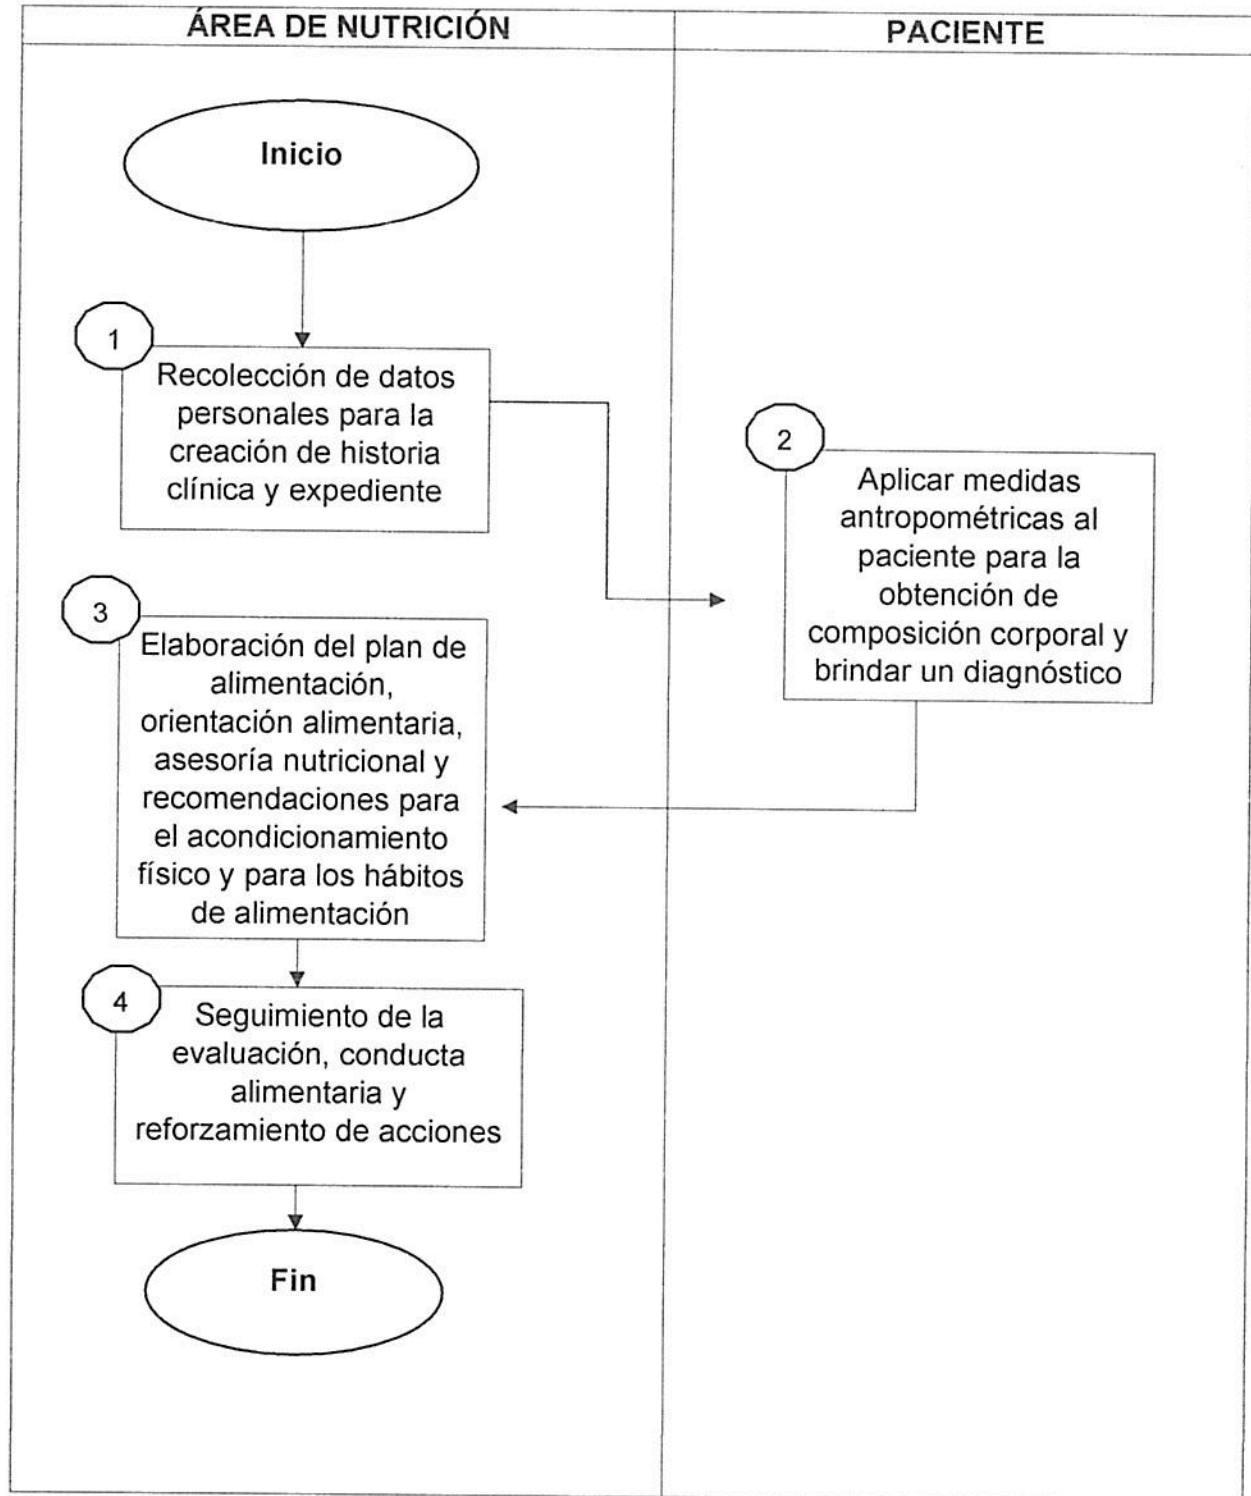 ÁREA DE NUTRICIÓN
PACIENTE
Inicio
1
Recolección de datos
personales para la
creación de historia
clínica y expediente
2
Aplicar medidas
antropométricas al
paciente para la
obtención de
composición corporal y
brindar un diagnóstico
3
Elaboración del plan de
alimentación,
orientación alimentaria,
asesoría nutricional y
recomendaciones para
el acondicionamiento
físico y para los hábitos
de alimentación
4
Seguimiento de la
evaluación, conducta
alimentaria y
reforzamiento de acciones
Fin